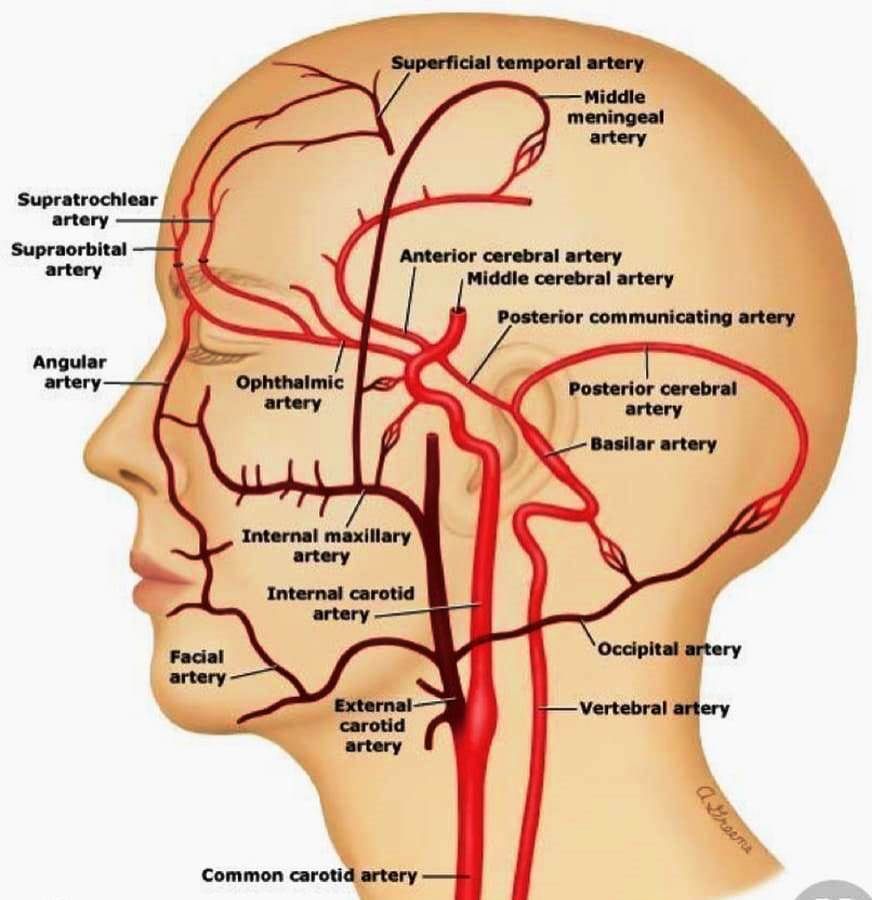 Superficial temporal artery
Middle
meningeal
artery
Supratrochlear
artery
Supraorbital
artery
Anterior cerebral artery
Middle cerebral artery
Posterior communicating artery
Angular
artery
Ophthalmic
artery
Posterior cerebral
artery
Basilar artery
Internal maxillary
artery
Internal carotid
artery
Occipital artery
Facial
artery
External
carotid
artery
Vertebral artery
A.Greene
Common carotid artery